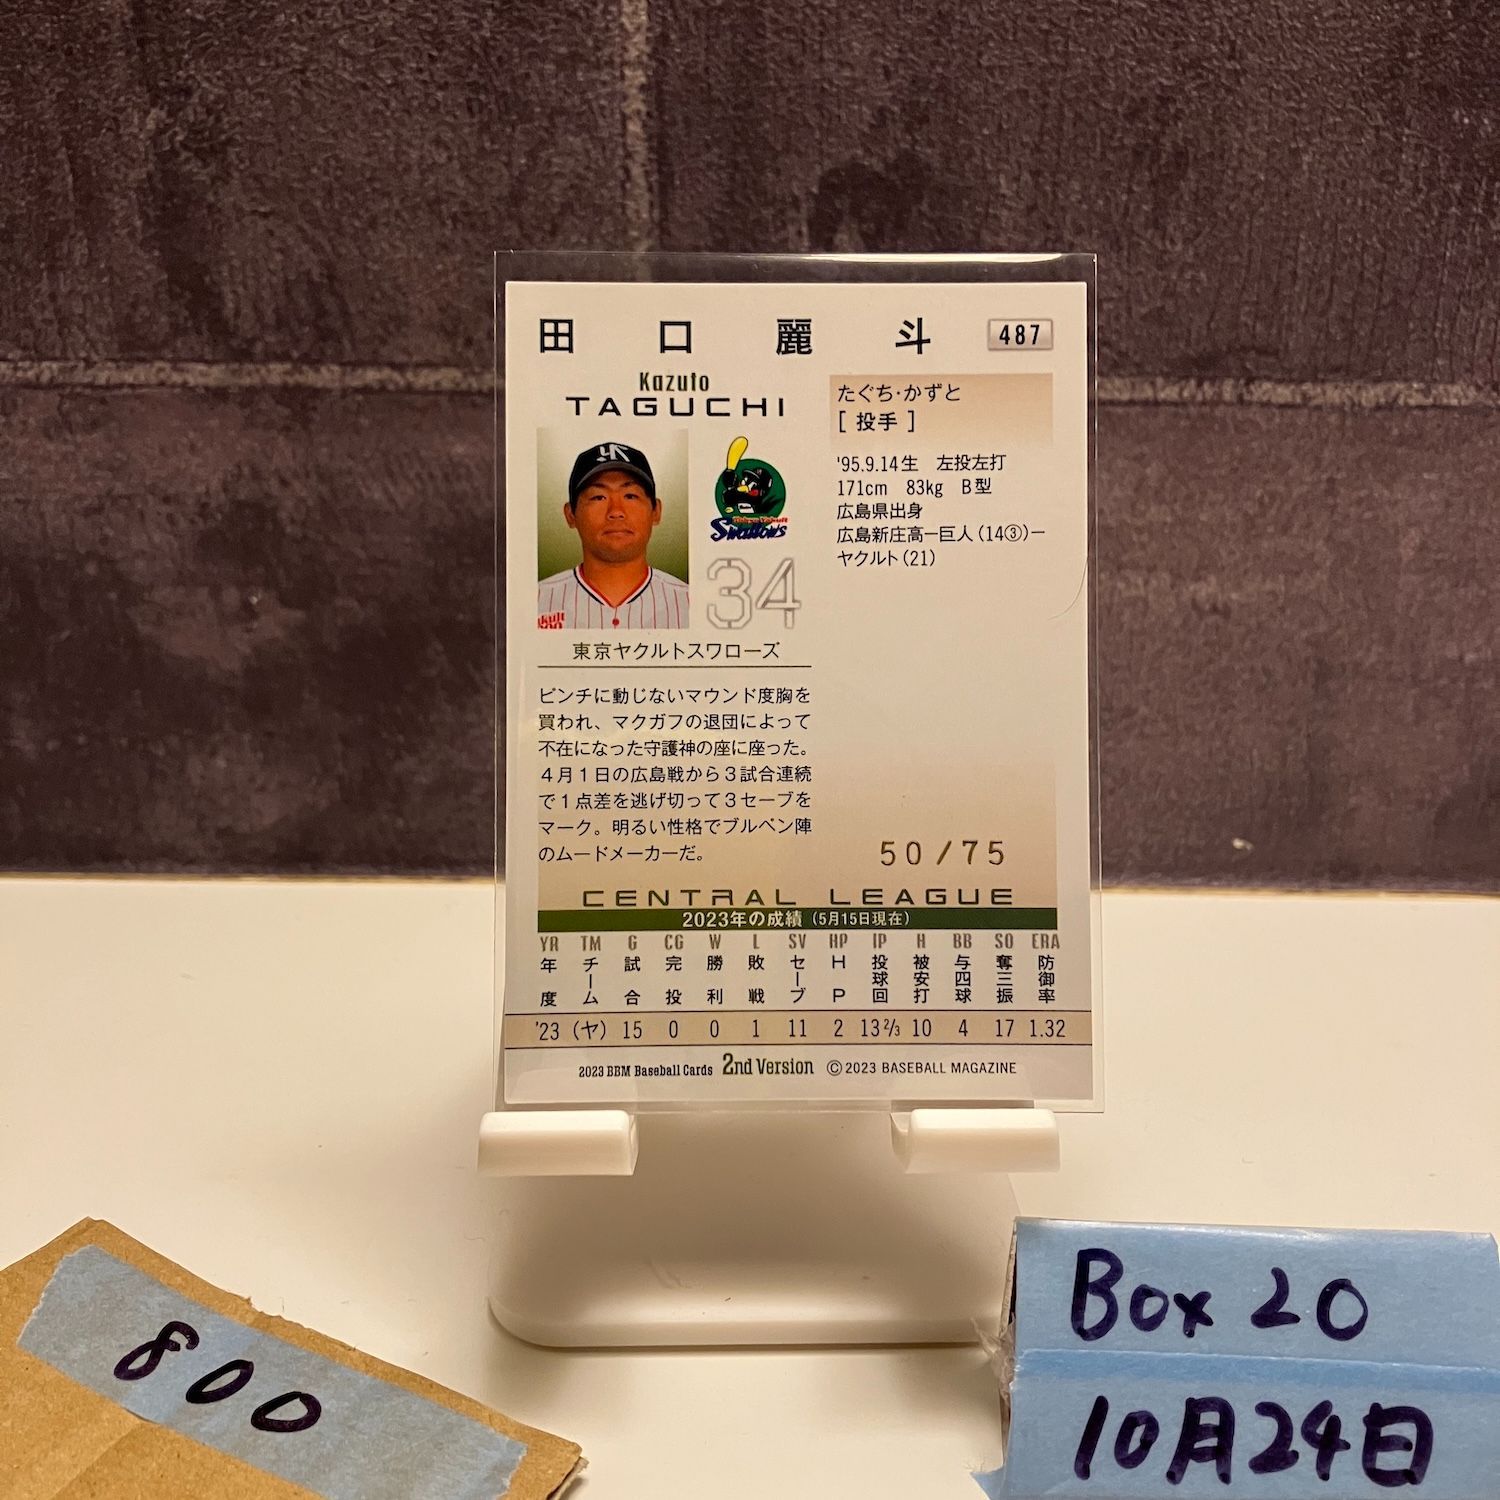 田口麗斗
487
Kazuto
TAGUCHI
たぐち・かずと
[ 投手 ]
'95.9.14生 左投左打
171cm 83kg B型
広島県出身
広島新庄高ー巨人(14③)ー
ヤクルト(21)
Tokyo Yakult
Swallows
34
東京ヤクルトスワローズ
ピンチに動じないマウンド度胸を
買われ、マクガフの退団によって
不在になった守護神の座に座った。
4月1日の広島戦から3試合連続
で1点差を逃げ切って3セーブを
マーク。明るい性格でブルペン陣
のムードメーカーだ。
50/75
CENTRAL LEAGUE
2023年の成績(5月15日現在)
YR TM G CG W L SV HP IP H BB SO ERA
年度 チーム 試合 完投 勝利 敗戦 セーブ HP 投球回 被安打 与四球 奪三振 防御率
'23 (ヤ) 15 0 0 1 11 2 13 2/3 10 4 17 1.32
2023 BBM Baseball Cards 2nd Version ©2023 BASEBALL MAGAZINE
800
Box 20
10月24日